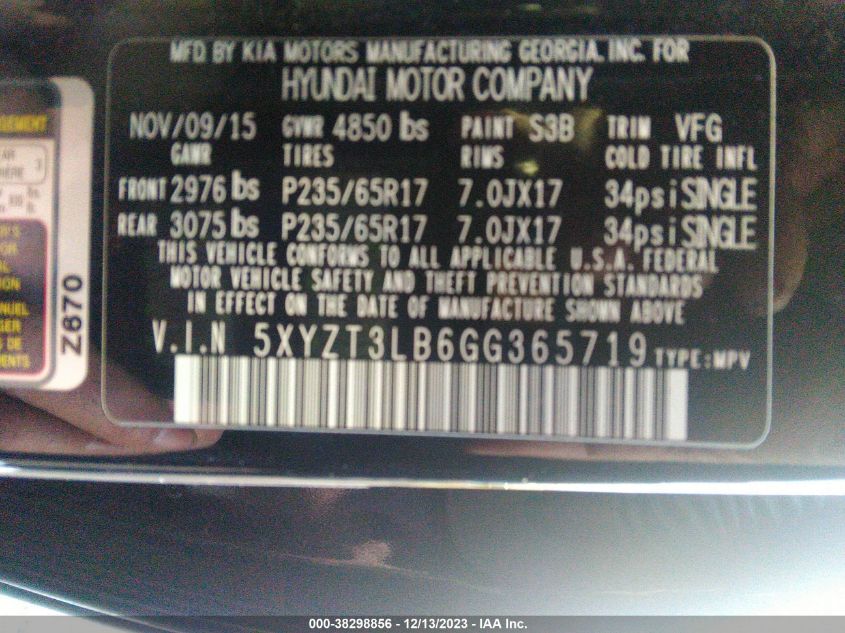 MFD BY KIA MOTORS MANUFACTURING GEORGIA, INC. FOR
HYUNDAI MOTOR COMPANY
NOV/09/15 GVWR 4850 lbs PAINT S3B TRIM VFG
GAWR TIRES RIMS COLD TIRE INFL
FRONT 2976 lbs P235/65R17 7.0JX17 34psi SINGLE
REAR 3075 lbs P235/65R17 7.0JX17 34psi SINGLE
THIS VEHICLE CONFORMS TO ALL APPLICABLE U.S.A. FEDERAL
MOTOR VEHICLE SAFETY AND THEFT PREVENTION STANDARDS
IN EFFECT ON THE DATE OF MANUFACTURE SHOWN ABOVE
V.I.N 5XYZT3LB6GG365719 TYPE:MPV
Z670
000-38298856 - 12/13/2023 - IAA Inc.